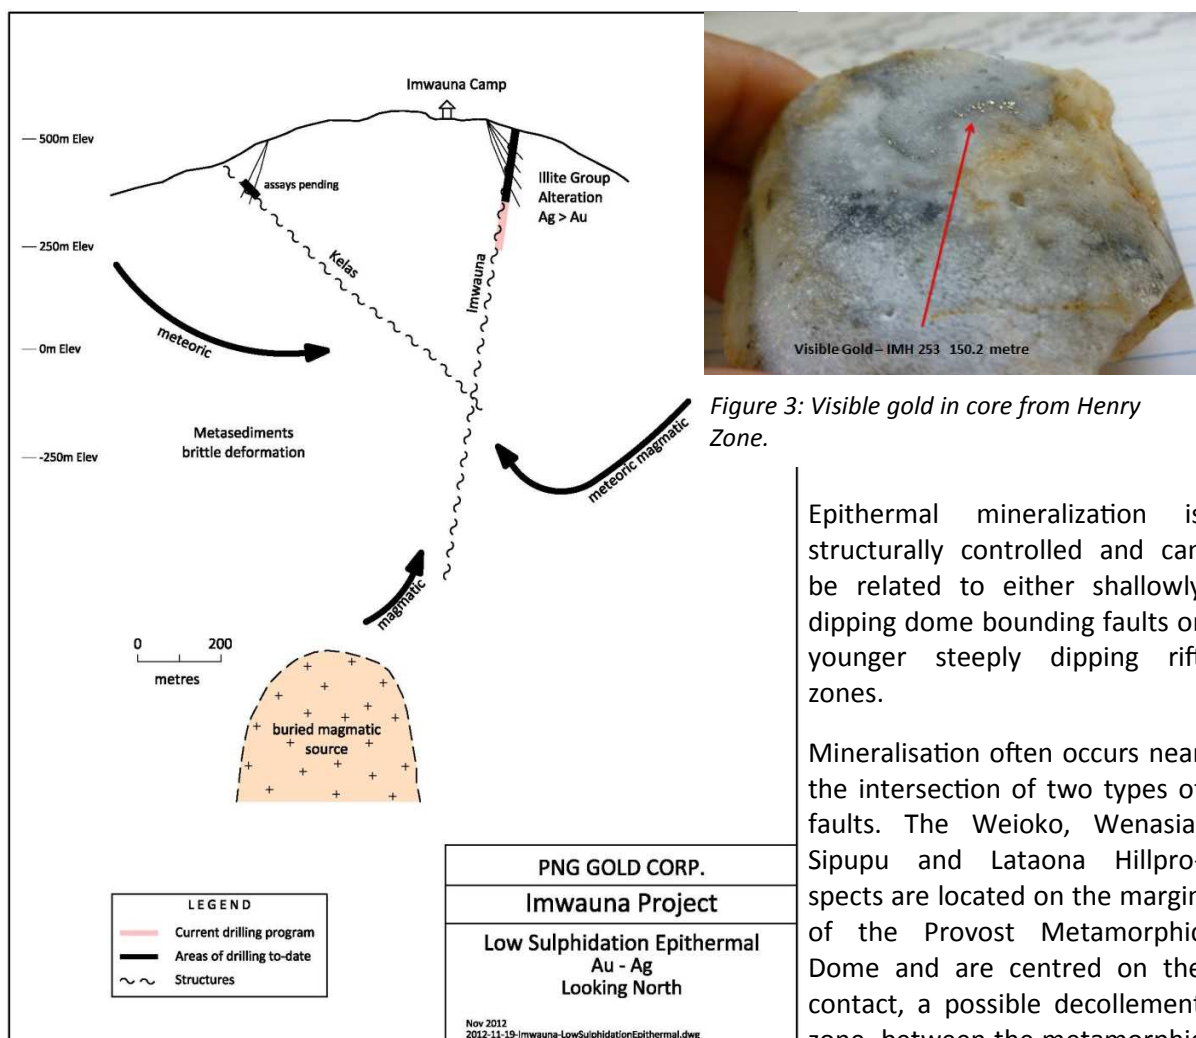 Imwauna Camp
500m Elev
assays pending
Illite Group
Alteration
Ag > Au
250m Elev
Kelas
Imwauna
meteoric
0m Elev
Metasediments
brittle deformation
-250m Elev
meteoric magmatic
magmatic
0 200
metres
buried magmatic
source
LEGEND
Current drilling program
Areas of drilling to-date
Structures
PNG GOLD CORP.
Imwauna Project
Low Sulphidation Epithermal
Au - Ag
Looking North
Nov 2012
2012-11-19-Imwauna-LowSulphidationEpithermal.dwg
Visible Gold – IMH 253 150.2 metre
Figure 3: Visible gold in core from Henry
Zone.
Epithermal mineralization is
structurally controlled and can
be related to either shallowly
dipping dome bounding faults or
younger steeply dipping rift
zones.
Mineralisation often occurs near
the intersection of two types of
faults. The Weioko, Wenasia,
Sipupu and Lataona Hillpro-
spects are located on the margin
of the Provost Metamorphic
Dome and are centred on the
contact, a possible decollement
zone, between the metamorphic